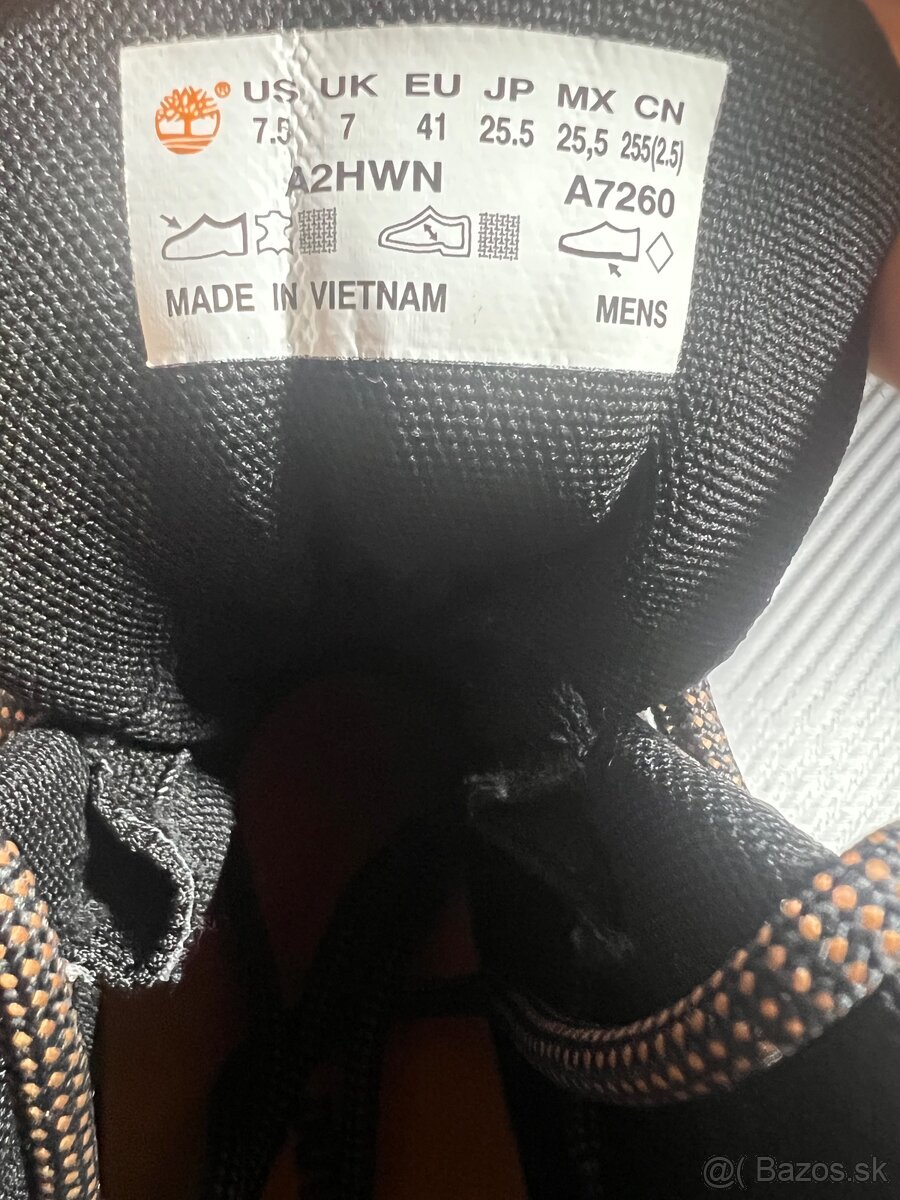 ® US UK EU JP MX CN
7.5 7 41 25.5 25,5 255(2.5)
A2HWN A7260
MADE IN VIETNAM MENS
@( Bazos.sk